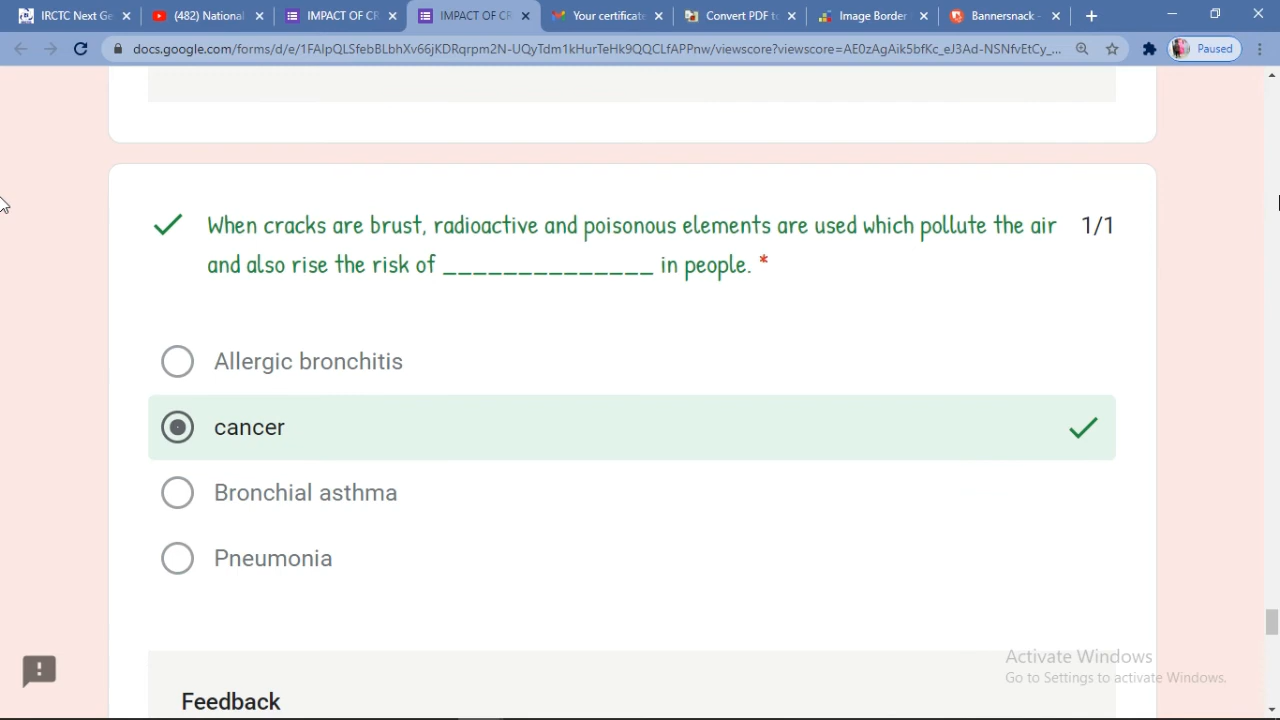 IRCTC Next Ge
(482) National
IMPACT OF CR
IMPACT OF CR
Your certificate
Convert PDF to
Image Border
Bannersnack -
docs.google.com/forms/d/e/1FAIpQLSfebBLbhXv66jKDRqrpm2N-UQyTdm1kHurTeHk9QQCLfAPPnw/viewscore?viewscore=AE0zAgAik5bfKc_eJ3Ad-NSNfvEtCy_...
Paused
When cracks are brust, radioactive and poisonous elements are used which pollute the air 1/1
and also rise the risk of ______________ in people. *
Allergic bronchitis
cancer
Bronchial asthma
Pneumonia
Activate Windows
Go to Settings to activate Windows.
Feedback